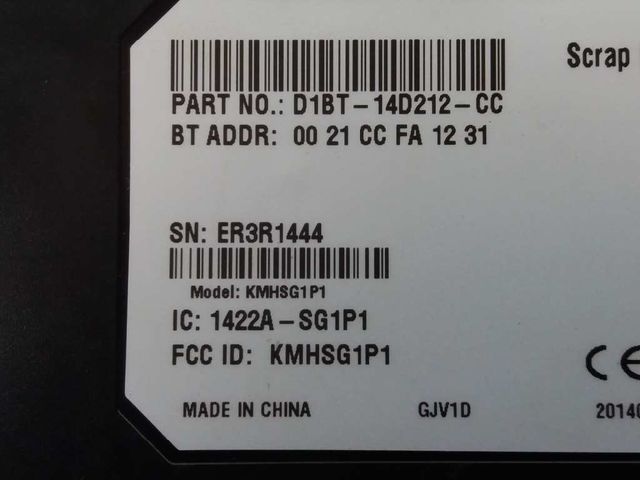 Scrap
PART NO.: D1BT-14D212-CC
BT ADDR: 00 21 CC FA 12 31
SN: ER3R1444
Model: KMHSG1P1
IC: 1422A-SG1P1
FCC ID: KMHSG1P1
CE
MADE IN CHINA GJV1D 20140